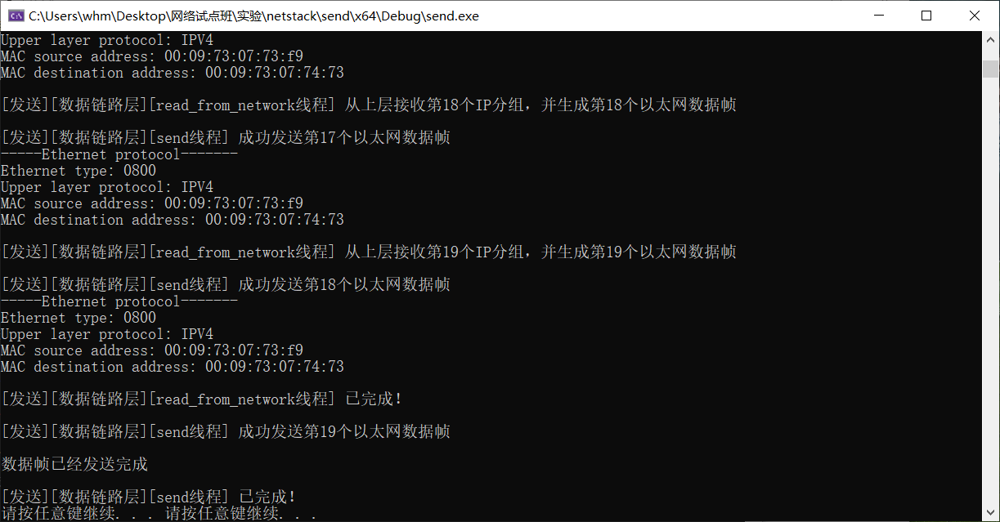 C:\Users\whm\Desktop\网络试点班\实验\netstack\send\x64\Debug\send.exe
Upper layer protocol: IPV4
MAC source address: 00:09:73:07:73:f9
MAC destination address: 00:09:73:07:74:73
[发送][数据链路层][read_from_network线程] 从上层接收第18个IP分组，并生成第18个以太网数据帧
[发送][数据链路层][send线程] 成功发送第17个以太网数据帧
-----Ethernet protocol-------
Ethernet type: 0800
Upper layer protocol: IPV4
MAC source address: 00:09:73:07:73:f9
MAC destination address: 00:09:73:07:74:73
[发送][数据链路层][read_from_network线程] 从上层接收第19个IP分组，并生成第19个以太网数据帧
[发送][数据链路层][send线程] 成功发送第18个以太网数据帧
-----Ethernet protocol-------
Ethernet type: 0800
Upper layer protocol: IPV4
MAC source address: 00:09:73:07:73:f9
MAC destination address: 00:09:73:07:74:73
[发送][数据链路层][read_from_network线程] 已完成!
[发送][数据链路层][send线程] 成功发送第19个以太网数据帧
数据帧已经发送完成
[发送][数据链路层][send线程] 已完成!
请按任意键继续. . . 请按任意键继续. . .